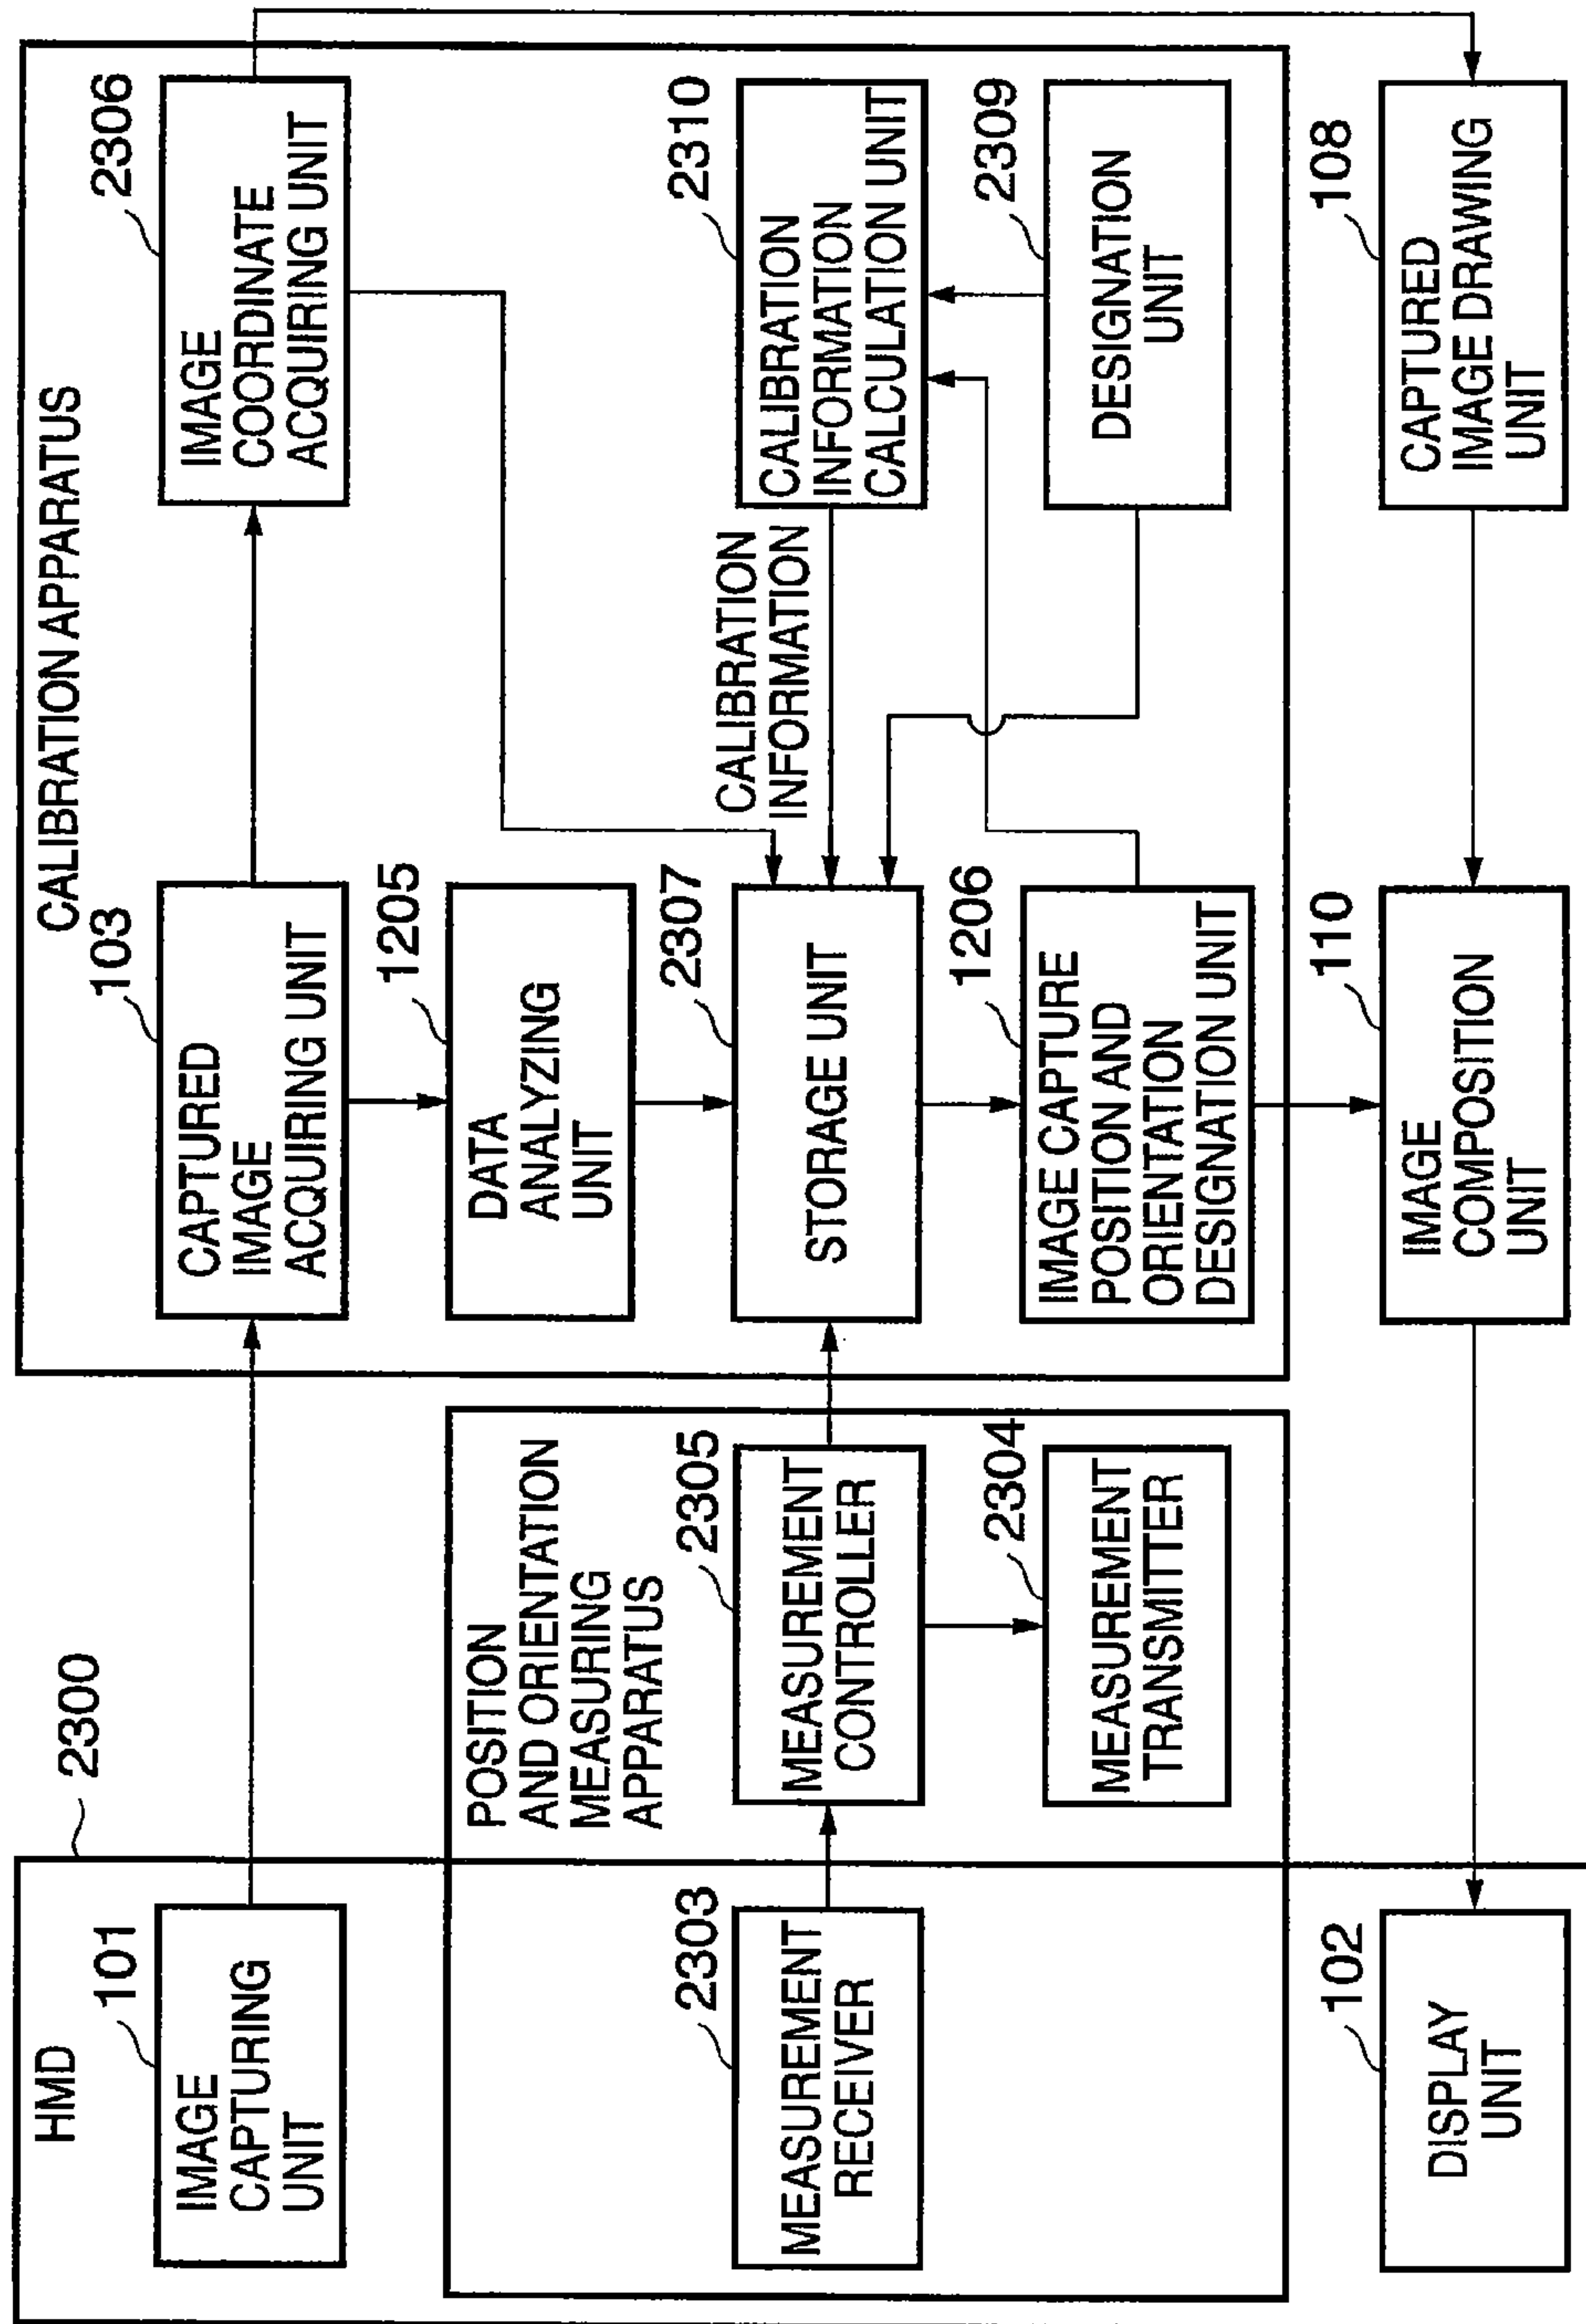 HMD
2300
101
IMAGE
CAPTURING
UNIT
POSITION
AND ORIENTATION
MEASURING
APPARATUS
2303
MEASUREMENT
RECEIVER
2305
MEASUREMENT
CONTROLLER
2304
MEASUREMENT
TRANSMITTER
102
DISPLAY
UNIT
CALIBRATION APPARATUS
103
CAPTURED
IMAGE
ACQUIRING UNIT
2306
IMAGE
COORDINATE
ACQUIRING UNIT
1205
DATA
ANALYZING
UNIT
2307
STORAGE UNIT
CALIBRATION
INFORMATION
2310
CALIBRATION
INFORMATION
CALCULATION UNIT
1206
IMAGE CAPTURE
POSITION AND
ORIENTATION
DESIGNATION UNIT
2309
DESIGNATION
UNIT
110
IMAGE
COMPOSITION
UNIT
108
CAPTURED
IMAGE DRAWING
UNIT